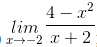 lim x→−2 (4 − x²)/(x + 2)